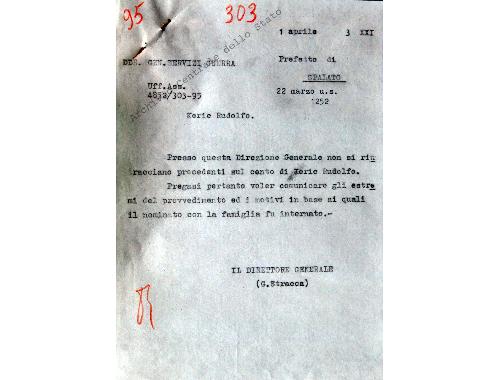 95 303
1 aprile 3 XXI
DIR. GEN. SERVIZI GUERRA Prefetto di
SPALATO
Uff. Ass. 22 marzo u.s.
4832/303-95 1252
Archivio Centrale dello Stato
Keric Rudolfo.
Presso questa Direzione Generale non si rin
tracciano precedenti sul conto di Keric Rudolfo.
Pregasi pertanto voler comunicare gli estre
mi del provvedimento ed i motivi in base ai quali
il nominato con la famiglia fu internato.-
IL DIRETTORE GENERALE
(G.Stracca)